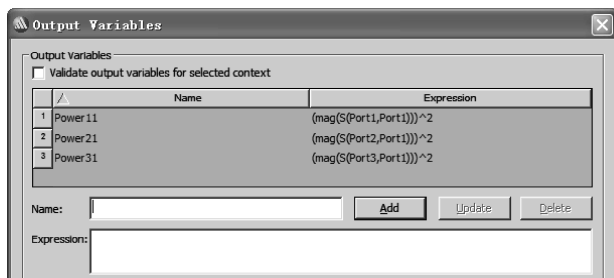 Output Variables
Output Variables
Validate output variables for selected context
Name Expression
1 Power11 (mag(S(Port1,Port1)))^2
2 Power21 (mag(S(Port2,Port1)))^2
3 Power31 (mag(S(Port3,Port1)))^2
Name: Add Update Delete
Expression: